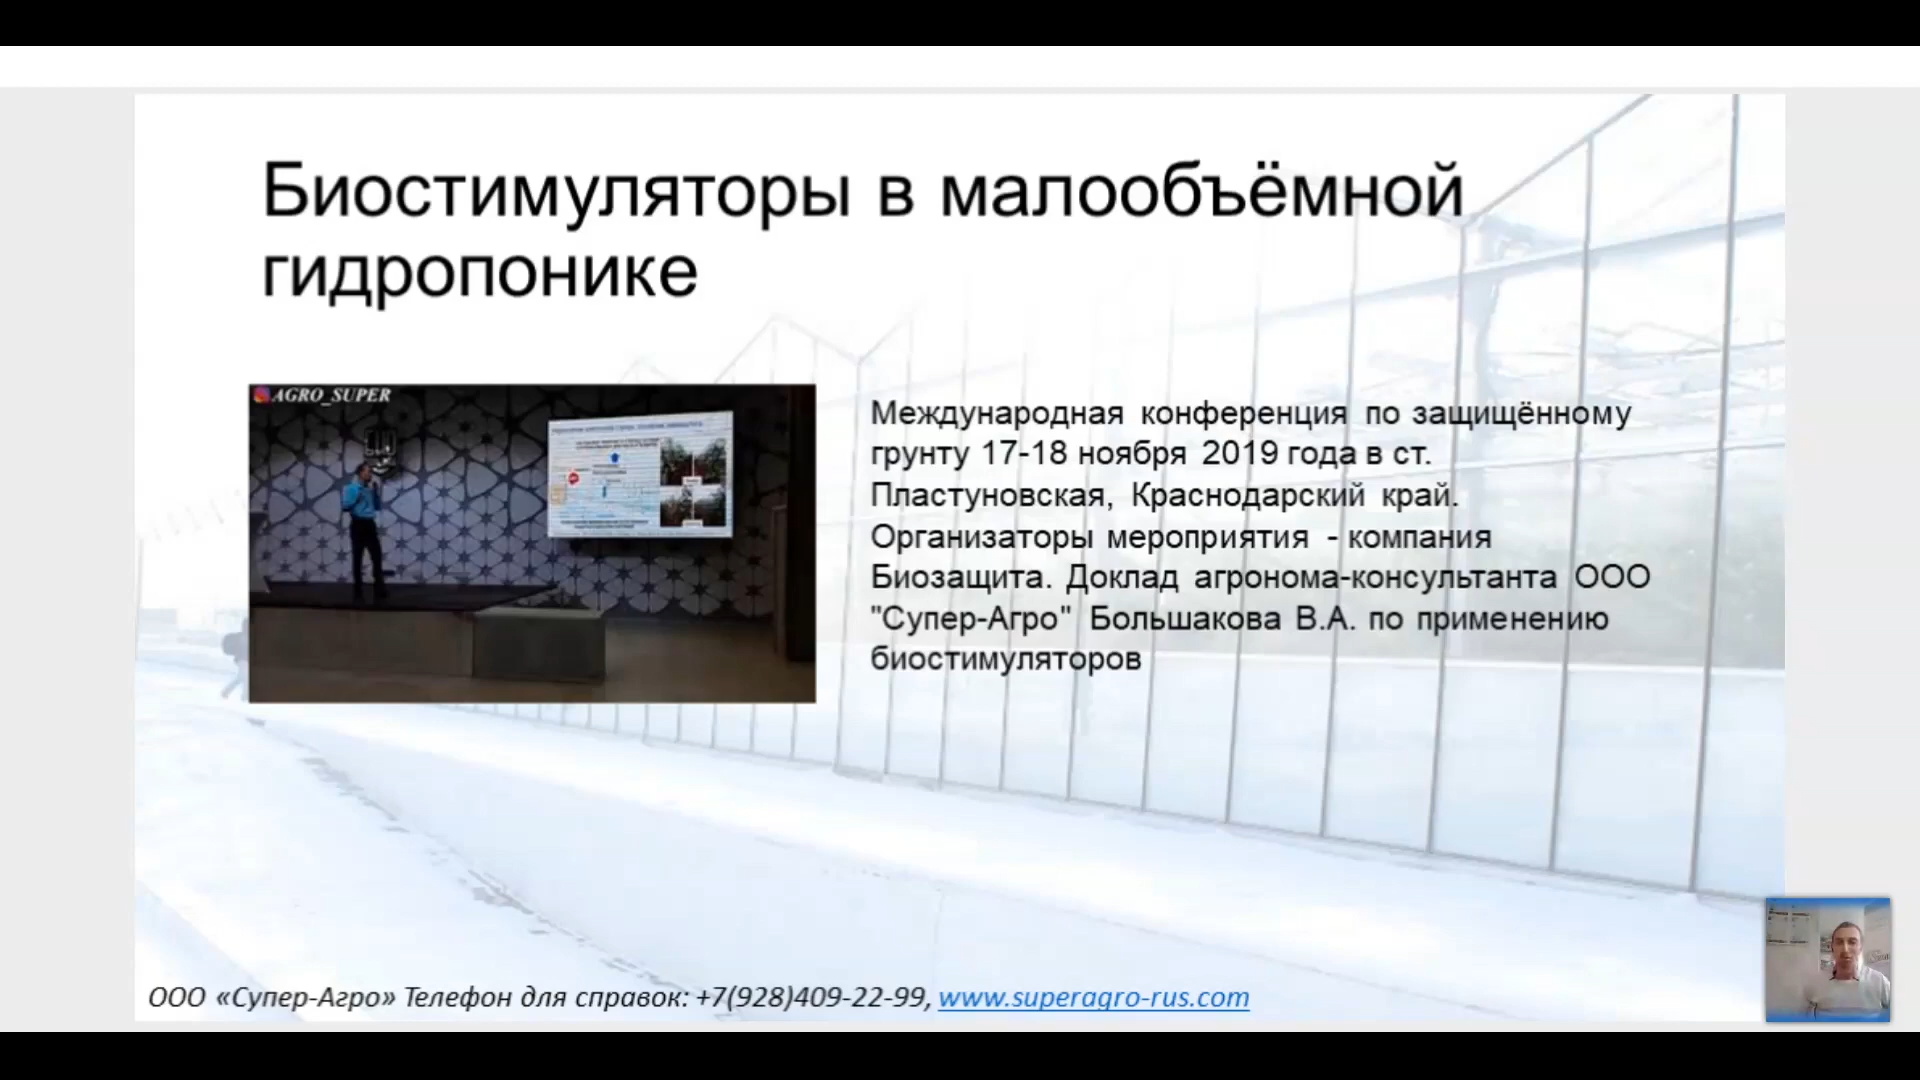 Биостимуляторы в малообъёмной
гидропонике
AGRO_SUPER
Международная конференция по защищённому
грунту 17-18 ноября 2019 года в ст.
Пластуновская, Краснодарский край.
Организаторы мероприятия - компания
Биозащита. Доклад агронома-консультанта ООО
"Супер-Агро" Большакова В.А. по применению
биостимуляторов
ООО «Супер-Агро» Телефон для справок: +7(928)409-22-99, www.superagro-rus.com